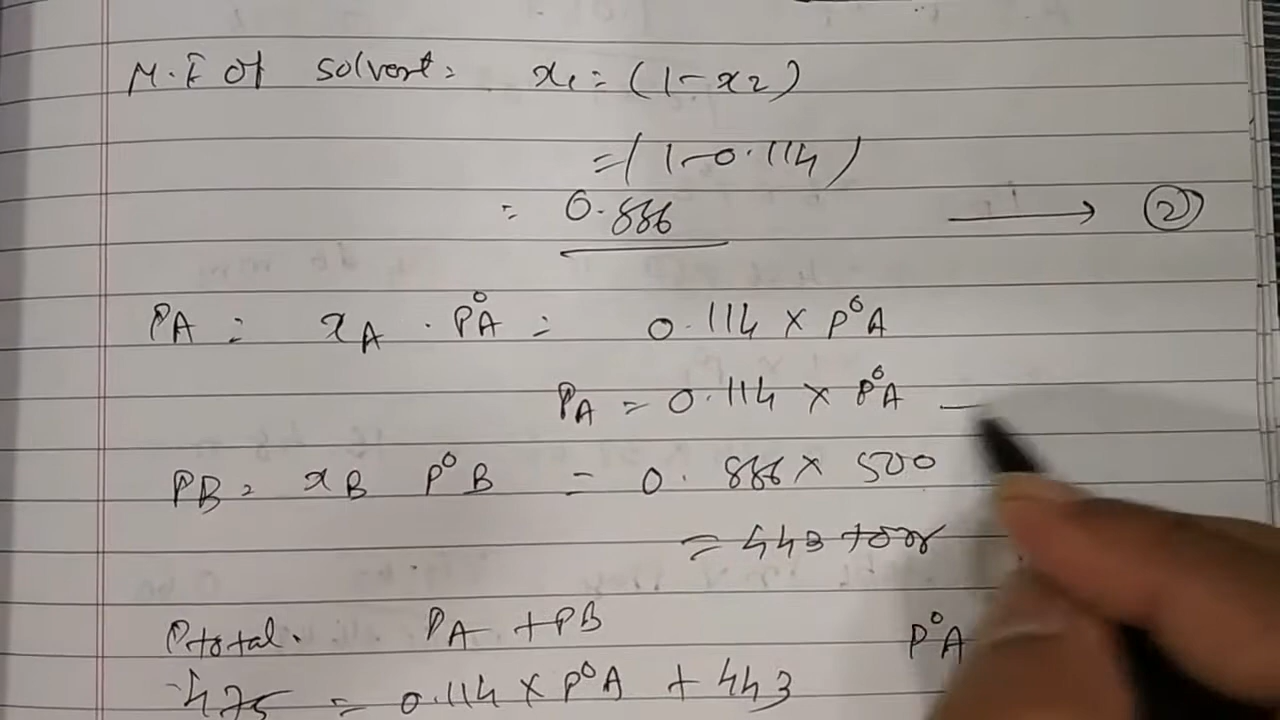 M.F of solvent = x₁ = (1 - x2)
= (1-0.114)
= 0.886 → ②
PA = xA . P°A = 0.114 x P°A
PA = 0.114 x P°A —
PB = xB P°B = 0.886 x 500
= 443 torr
Ptotal. PA + PB P°A
475 = 0.114 x P°A + 443